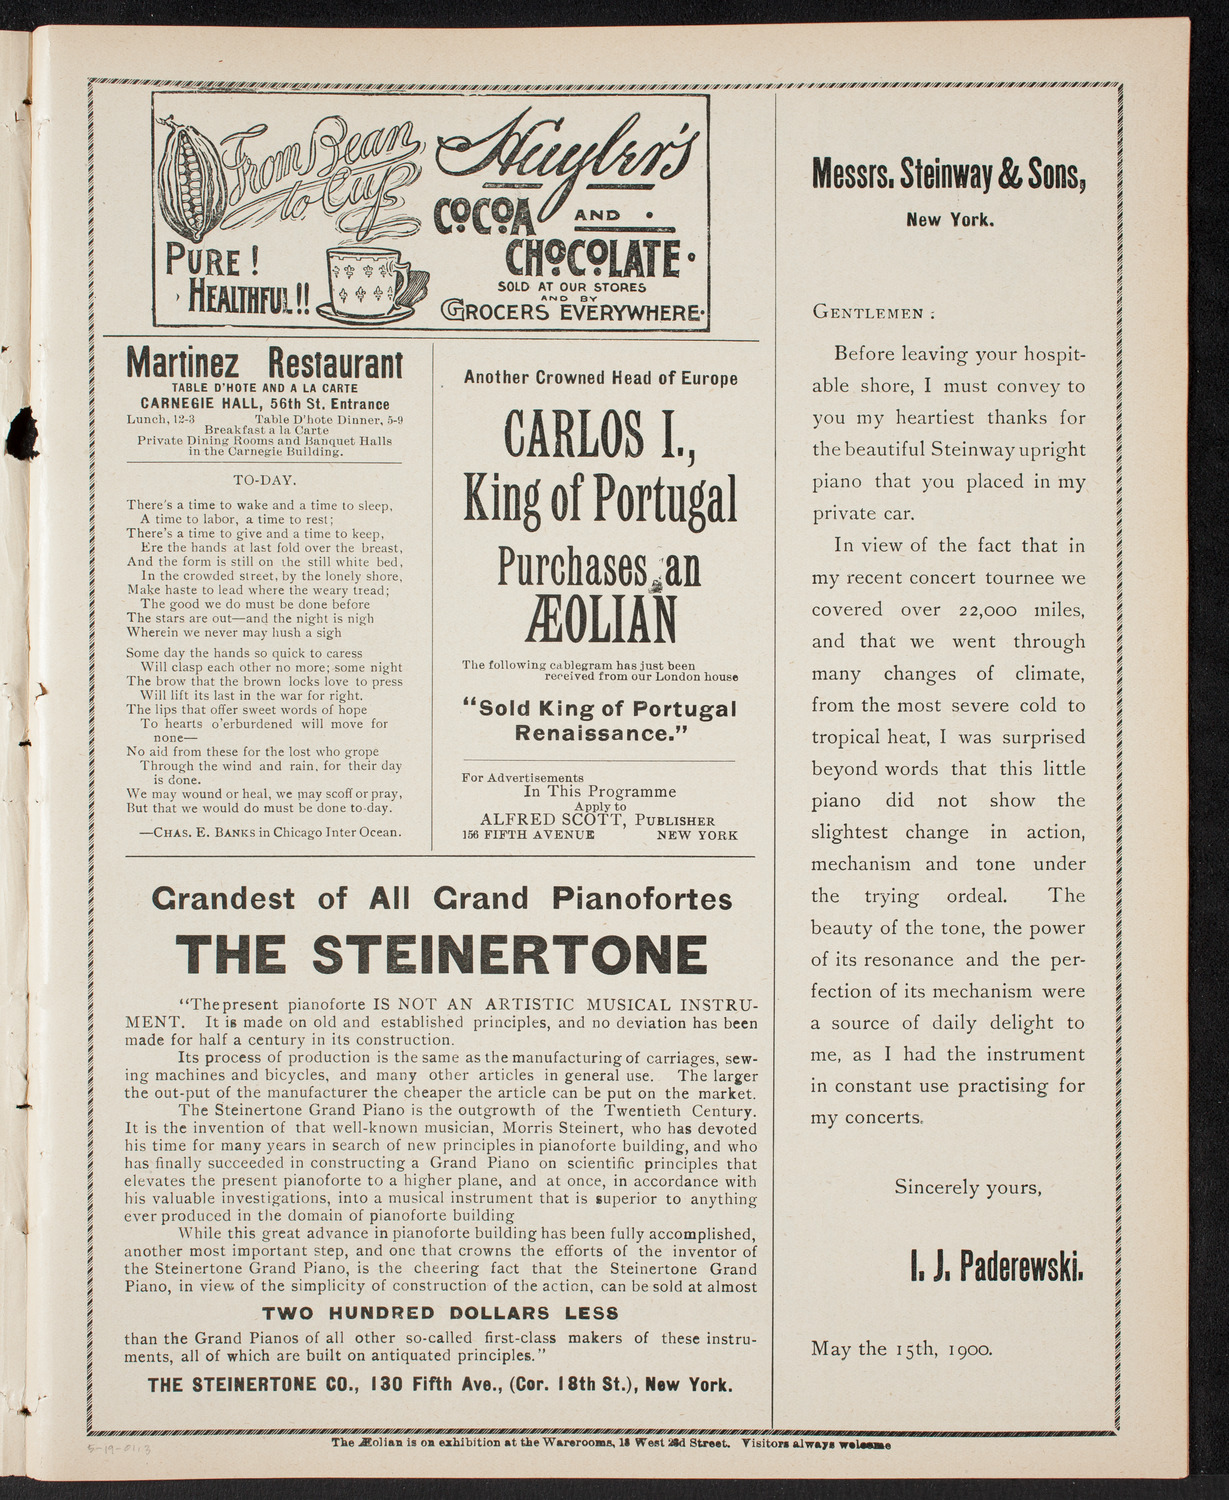 From Bean
to Cup
PURE!
HEALTHFUL!!
Huyler's
COCOA AND
CHOCOLATE
SOLD AT OUR STORES
AND BY
GROCERS EVERYWHERE
Martinez Restaurant
TABLE D'HOTE AND A LA CARTE
CARNEGIE HALL, 56th St. Entrance
Lunch, 12-3 Table D'hote Dinner, 5-9
Breakfast a la Carte
Private Dining Rooms and Banquet Halls
in the Carnegie Building.
TO-DAY.
There's a time to wake and a time to sleep,
A time to labor, a time to rest;
There's a time to give and a time to keep,
Ere the hands at last fold over the breast,
And the form is still on the still white bed,
In the crowded street, by the lonely shore,
Make haste to lead where the weary tread;
The good we do must be done before
The stars are out—and the night is nigh
Wherein we never may hush a sigh
Some day the hands so quick to caress
Will clasp each other no more; some night
The brow that the brown locks love to press
Will lift its last in the war for right.
The lips that offer sweet words of hope
To hearts o'erburdened will move for
none—
No aid from these for the lost who grope
Through the wind and rain, for their day
is done.
We may wound or heal, we may scoff or pray,
But that we would do must be done to-day.
—CHAS. E. BANKS in Chicago Inter Ocean.
Another Crowned Head of Europe
CARLOS I.,
King of Portugal
Purchases an
ÆOLIAN
The following cablegram has just been
received from our London house
"Sold King of Portugal
Renaissance."
For Advertisements
In This Programme
Apply to
ALFRED SCOTT, PUBLISHER
156 FIFTH AVENUE NEW YORK
Grandest of All Grand Pianofortes
THE STEINERTONE
"The present pianoforte IS NOT AN ARTISTIC MUSICAL INSTRU-
MENT. It is made on old and established principles, and no deviation has been
made for half a century in its construction.
Its process of production is the same as the manufacturing of carriages, sew-
ing machines and bicycles, and many other articles in general use. The larger
the out-put of the manufacturer the cheaper the article can be put on the market.
The Steinertone Grand Piano is the outgrowth of the Twentieth Century.
It is the invention of that well-known musician, Morris Steinert, who has devoted
his time for many years in search of new principles in pianoforte building, and who
has finally succeeded in constructing a Grand Piano on scientific principles that
elevates the present pianoforte to a higher plane, and at once, in accordance with
his valuable investigations, into a musical instrument that is superior to anything
ever produced in the domain of pianoforte building
While this great advance in pianoforte building has been fully accomplished,
another most important step, and one that crowns the efforts of the inventor of
the Steinertone Grand Piano, is the cheering fact that the Steinertone Grand
Piano, in view of the simplicity of construction of the action, can be sold at almost
TWO HUNDRED DOLLARS LESS
than the Grand Pianos of all other so-called first-class makers of these instru-
ments, all of which are built on antiquated principles."
THE STEINERTONE CO., 130 Fifth Ave., (Cor. 18th St.), New York.
Messrs. Steinway & Sons,
New York.
GENTLEMEN :
Before leaving your hospit-
able shore, I must convey to
you my heartiest thanks for
the beautiful Steinway upright
piano that you placed in my
private car.
In view of the fact that in
my recent concert tournee we
covered over 22,000 miles,
and that we went through
many changes of climate,
from the most severe cold to
tropical heat, I was surprised
beyond words that this little
piano did not show the
slightest change in action,
mechanism and tone under
the trying ordeal. The
beauty of the tone, the power
of its resonance and the per-
fection of its mechanism were
a source of daily delight to
me, as I had the instrument
in constant use practising for
my concerts.
Sincerely yours,
I. J. Paderewski.
May the 15th, 1900.
The Æolian is on exhibition at the Warerooms, 18 West 23d Street. Visitors always welcome
5-19-01:3